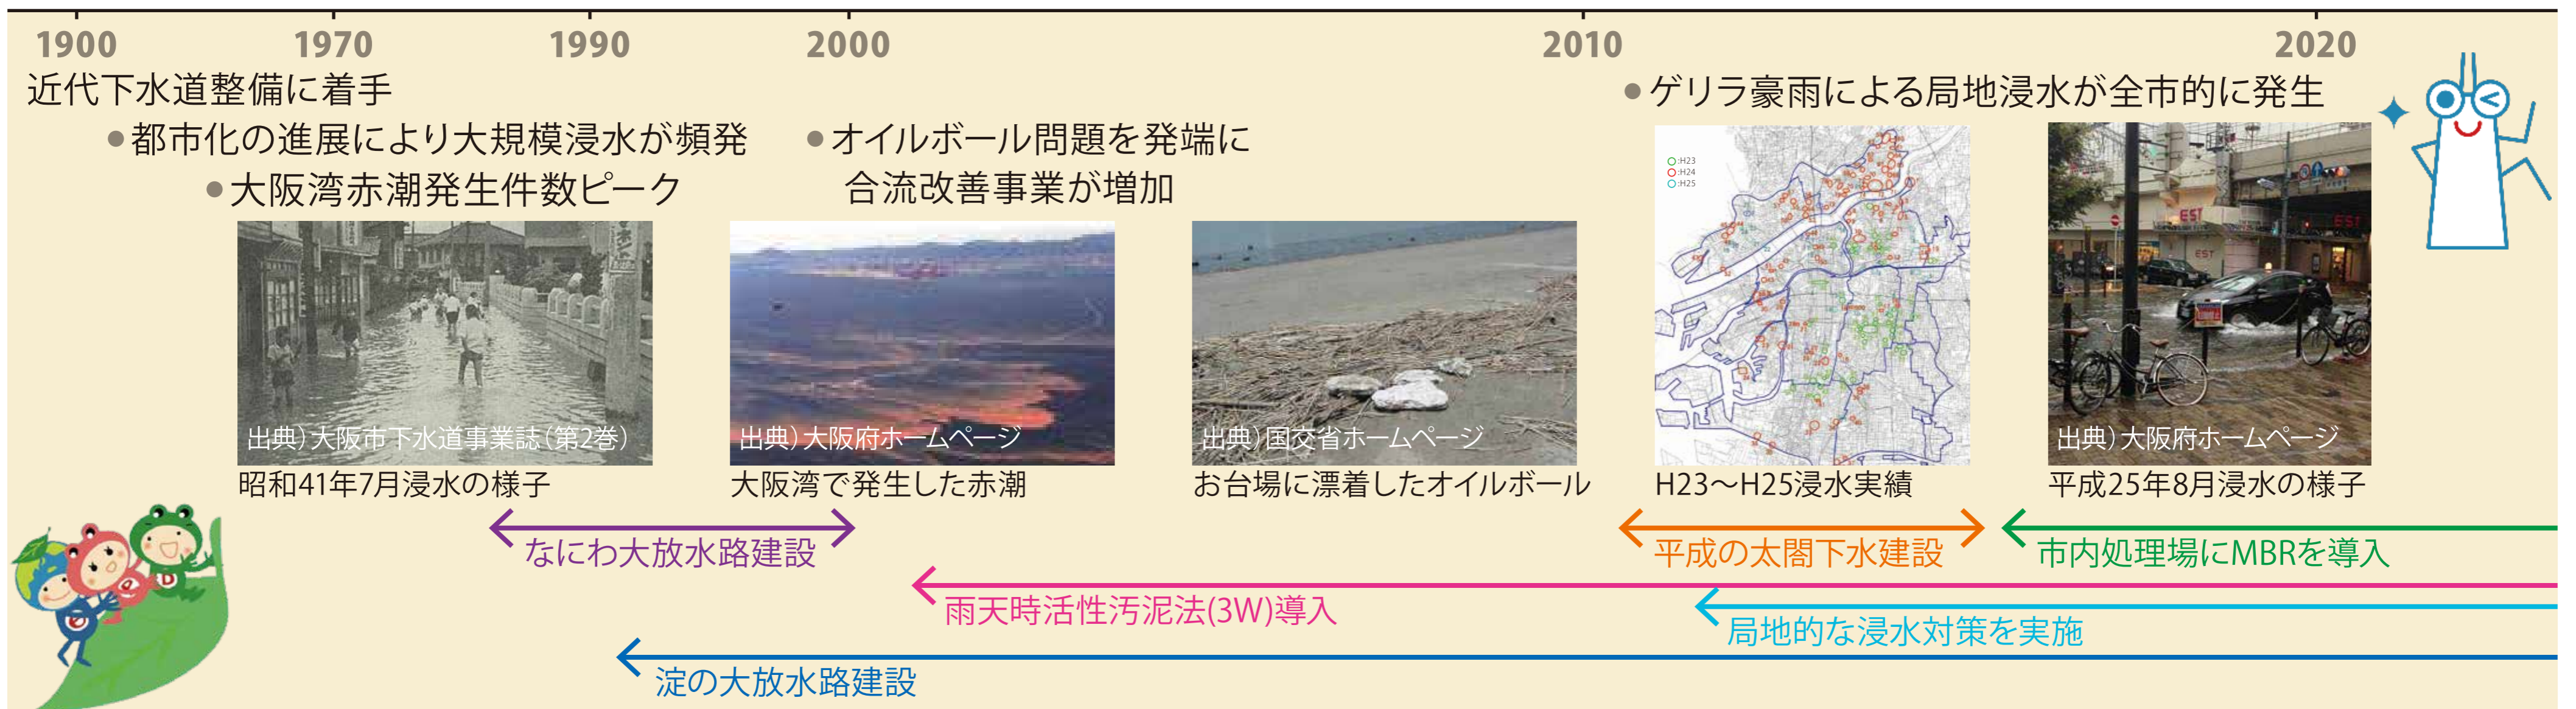 1900
1970
1990
2000
2010
2020
近代下水道整備に着手
●都市化の進展により大規模浸水が頻発
●大阪湾赤潮発生件数ピーク
●オイルボール問題を発端に
合流改善事業が増加
●ゲリラ豪雨による局地浸水が全市的に発生
出典）大阪市下水道事業誌（第2巻）
昭和41年7月浸水の様子
出典）大阪府ホームページ
大阪湾で発生した赤潮
出典）国交省ホームページ
お台場に漂着したオイルボール
:H23
:H24
:H25
H23～H25浸水実績
EST
EST
EST
出典）大阪府ホームページ
平成25年8月浸水の様子
なにわ大放水路建設
平成の太閤下水建設
市内処理場にMBRを導入
雨天時活性汚泥法(3W)導入
局地的な浸水対策を実施
淀の大放水路建設